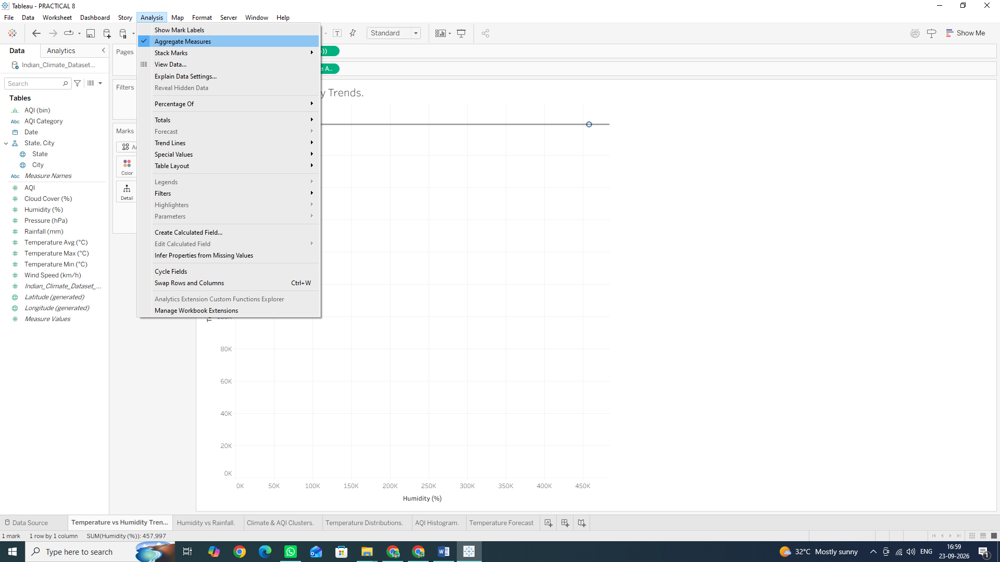 Tableau - PRACTICAL 8
File Data Worksheet Dashboard Story Analysis Map Format Server Window Help
Standard
Show Me
Data Analytics
Indian_Climate_Dataset...
Search
Tables
AQI (bin)
Abc AQI Category
Date
State, City
State
City
Abc Measure Names
AQI
Cloud Cover (%)
Humidity (%)
Pressure (hPa)
Rainfall (mm)
Temperature Avg (°C)
Temperature Max (°C)
Temperature Min (°C)
Wind Speed (km/h)
Indian_Climate_Dataset_...
Latitude (generated)
Longitude (generated)
Measure Values
Pages
Filters
Marks
Color
Detail
Show Mark Labels
Aggregate Measures
Stack Marks
View Data...
Explain Data Settings...
Reveal Hidden Data
Percentage Of
Totals
Forecast
Trend Lines
Special Values
Table Layout
Legends
Filters
Highlighters
Parameters
Create Calculated Field...
Edit Calculated Field
Infer Properties from Missing Values
Cycle Fields
Swap Rows and Columns Ctrl+W
Analytics Extension Custom Functions Explorer
Manage Workbook Extensions
))
e A..
y Trends.
80K
60K
40K
20K
0K
0K 50K 100K 150K 200K 250K 300K 350K 400K 450K
Humidity (%)
Data Source Temperature vs Humidity Tren... Humidity vs Rainfall. Climate & AQI Clusters. Temperature Distributions. AQI Histogram. Temperature Forecast
1 mark 1 row by 1 column SUM(Humidity (%)): 457,997
Type here to search
32°C Mostly sunny
ENG
16:59
23-09-2026
1